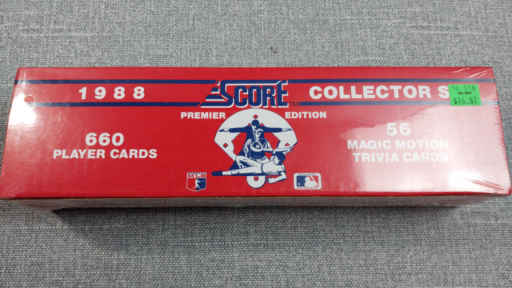 1988 SCORE COLLECTOR S
PREMIER EDITION
660
PLAYER CARDS
56
MAGIC MOTION
TRIVIA CARDS